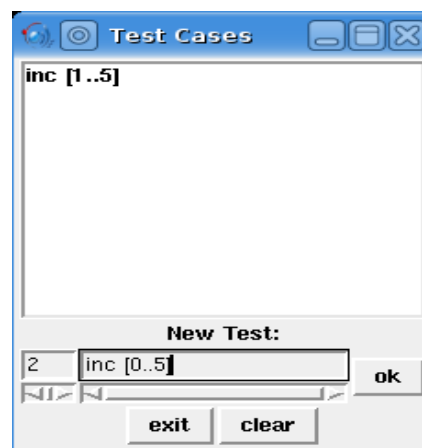 Test Cases
inc [1..5]
New Test:
2
inc [0..5]
ok
exit
clear